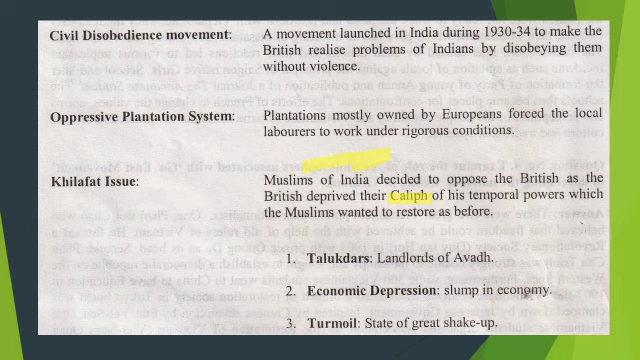 Civil Disobedience movement: A movement launched in India during 1930-34 to make the
British realise problems of Indians by disobeying them
without violence.
Oppressive Plantation System: Plantations mostly owned by Europeans forced the local
labourers to work under rigorous conditions.
Khilafat Issue: Muslims of India decided to oppose the British as the
British deprived their Caliph of his temporal powers which
the Muslims wanted to restore as before.
1. Talukdars: Landlords of Avadh.
2. Economic Depression: slump in economy.
3. Turmoil: State of great shake-up.